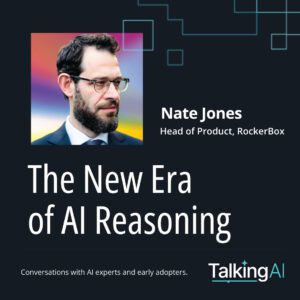 Nate Jones
Head of Product, RockerBox
The New Era
of AI Reasoning
Conversations with AI experts and early adopters.
TalkingAI